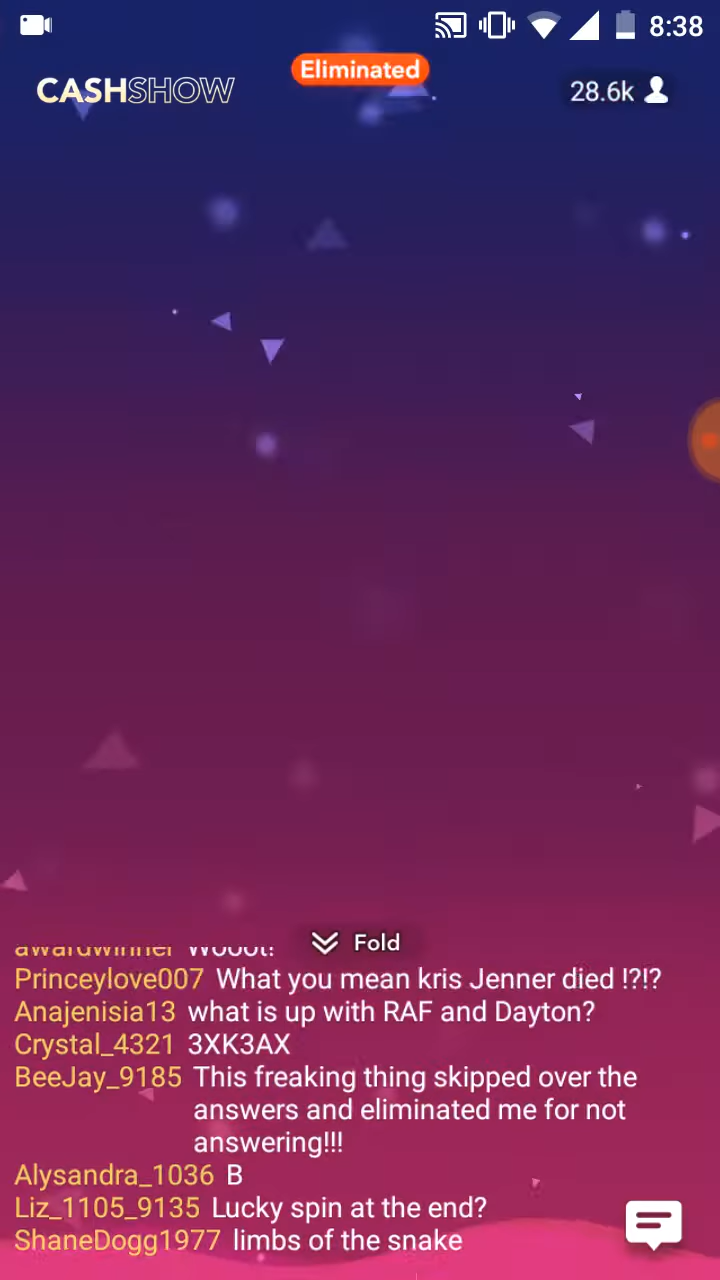 8:38
Eliminated
CASHSHOW
28.6k
awardwinner Wooot!
Fold
Princeylove007 What you mean kris Jenner died !?!?
Anajenisia13 what is up with RAF and Dayton?
Crystal_4321 3XK3AX
BeeJay_9185 This freaking thing skipped over the
answers and eliminated me for not
answering!!!
Alysandra_1036 B
Liz_1105_9135 Lucky spin at the end?
ShaneDogg1977 limbs of the snake